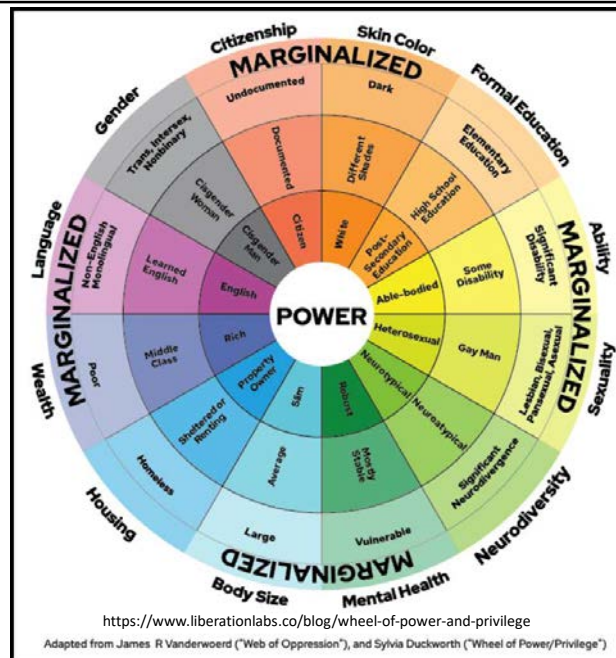 Citizenship
Skin Color
Formal Education
Ability
Sexuality
Neurodiversity
Mental Health
Body Size
Housing
Wealth
Language
Gender
MARGALIZED
MARGINALIZED
MARGINALIZED
MARGINALIZED
Undocumented
Documented
Citizen
Dark
Different
Shades
White
Elementary
Education
High School
Education
Post-
Secondary
Education
Significant
Disability
Some
Disability
Able-bodied
Lesbian, Bisexual,
Pansexual, Asexual
Gay Man
Heterosexual
Significant
Neurodivergence
Neuroatypical
Neurotypical
Vulnerable
Mostly
Stable
Robust
Large
Average
Slim
Homeless
Sheltered or
Renting
Property
Owner
Poor
Middle
Class
Rich
Non-English
Monolingual
Learned
English
English
Trans, Intersex,
Nonbinary
Cisgender
Woman
Cisgender
Man
POWER
https://www.liberationlabs.co/blog/wheel-of-power-and-privilege
Adapted from James R Vanderwoerd ("Web of Oppression"), and Sylvia Duckworth ("Wheel of Power/Privilege")